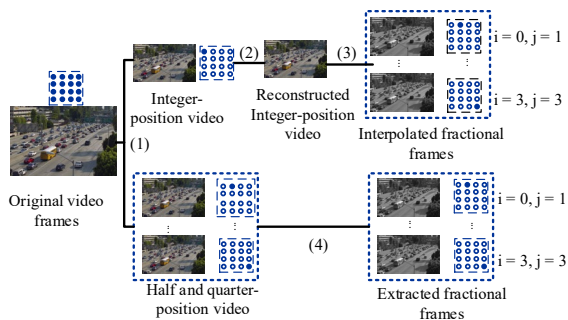 (2)
(3)
i = 0, j = 1
...
i = 3, j = 3
Integer-
position video
Reconstructed
Integer-position
video
Interpolated fractional
frames
(1)
Original video
frames
...
...
i = 0, j = 1
...
...
i = 3, j = 3
(4)
Half and quarter-
position video
Extracted fractional
frames